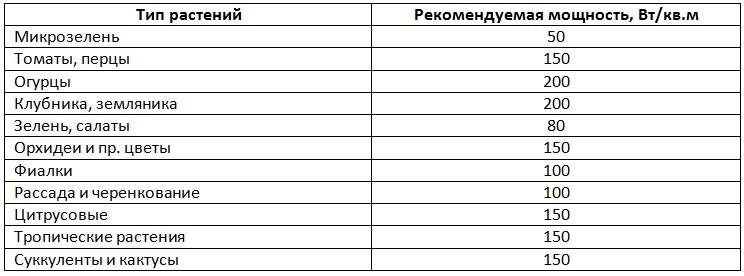 Тип растений Рекомендуемая мощность, Вт/кв.м
Микрозелень 50
Томаты, перцы 150
Огурцы 200
Клубника, земляника 200
Зелень, салаты 80
Орхидеи и пр. цветы 150
Фиалки 100
Рассада и черенкование 100
Цитрусовые 150
Тропические растения 150
Суккуленты и кактусы 150